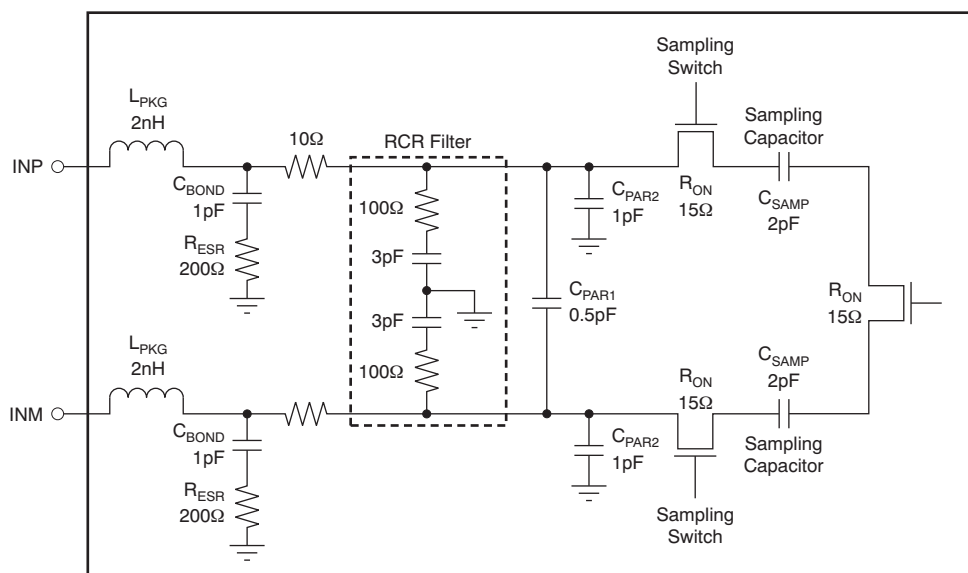 Sampling
Switch
L_PKG
2nH
10Ω
RCR Filter
Sampling
Capacitor
INP
C_BOND
1pF
100Ω
C_PAR2
1pF
R_ON
15Ω
C_SAMP
2pF
R_ESR
200Ω
3pF
C_PAR1
0.5pF
R_ON
15Ω
3pF
L_PKG
2nH
100Ω
R_ON
15Ω
C_SAMP
2pF
INM
C_BOND
1pF
C_PAR2
1pF
Sampling
Capacitor
R_ESR
200Ω
Sampling
Switch